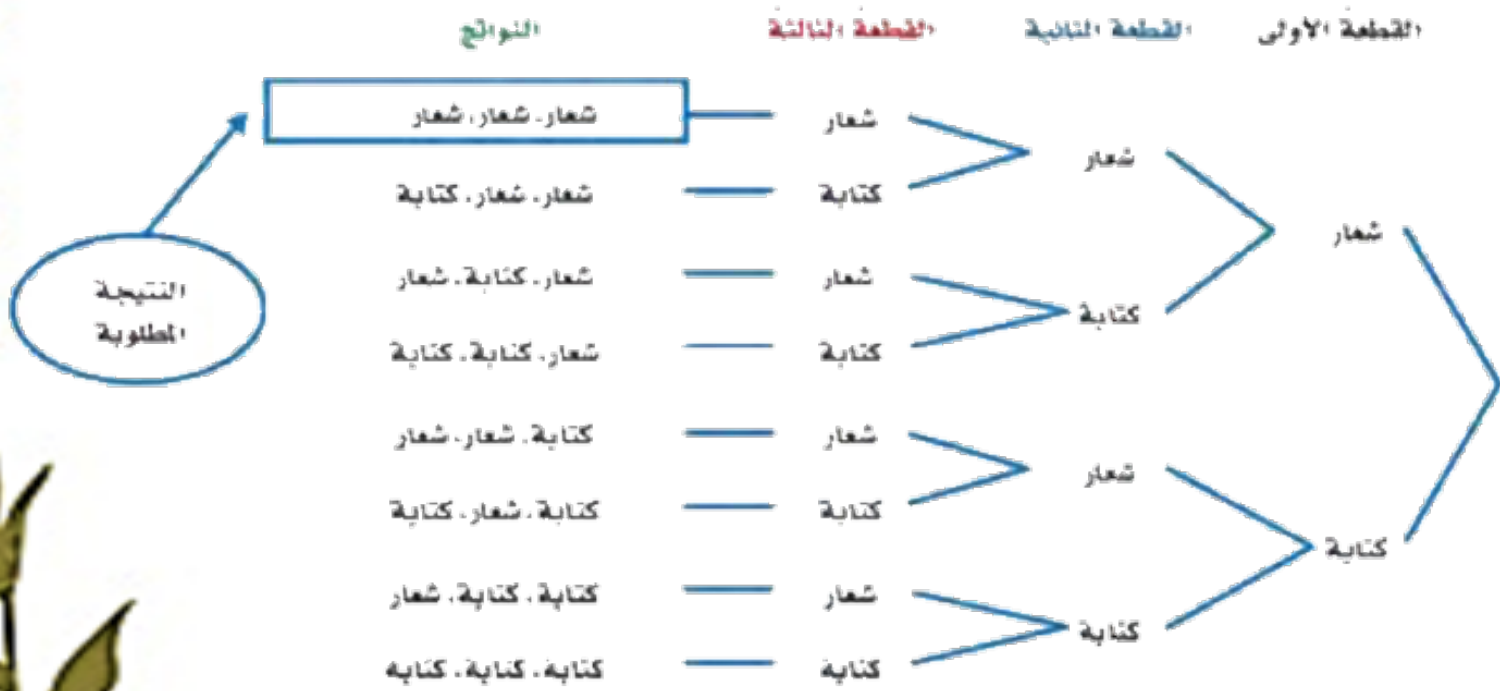 القطعة الأولى القطعة الثانية القطعة الثالثة النواتج
شعار شعار شعار شعار، شعار، شعار
كتابة شعار، شعار، كتابة
كتابة شعار شعار، كتابة، شعار
كتابة شعار، كتابة، كتابة
كتابة شعار شعار كتابة، شعار، شعار
كتابة كتابة، شعار، كتابة
كتابة شعار كتابة، كتابة، شعار
كتابة كتابة، كتابة، كتابة
النتيجة
المطلوبة